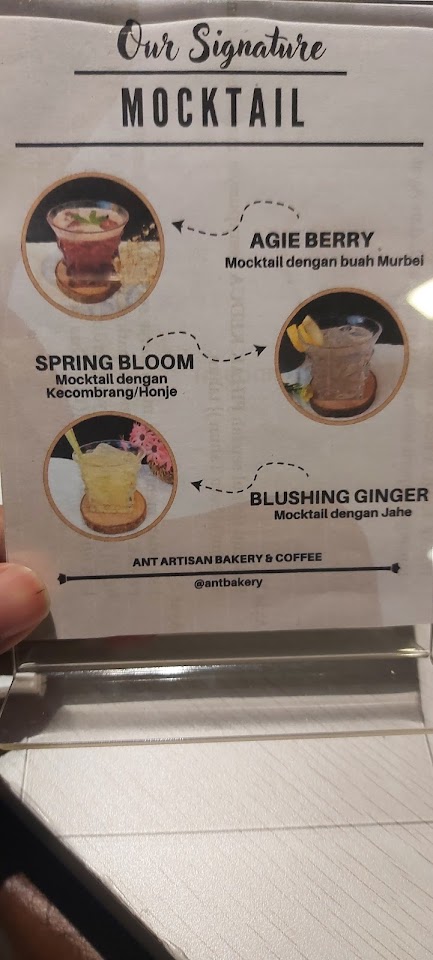 Our Signature
MOCKTAIL
AGIE BERRY
Mocktail dengan buah Murbei
SPRING BLOOM
Mocktail dengan
Kecombrang/Honje
BLUSHING GINGER
Mocktail dengan Jahe
ANT ARTISAN BAKERY & COFFEE
@antbakery